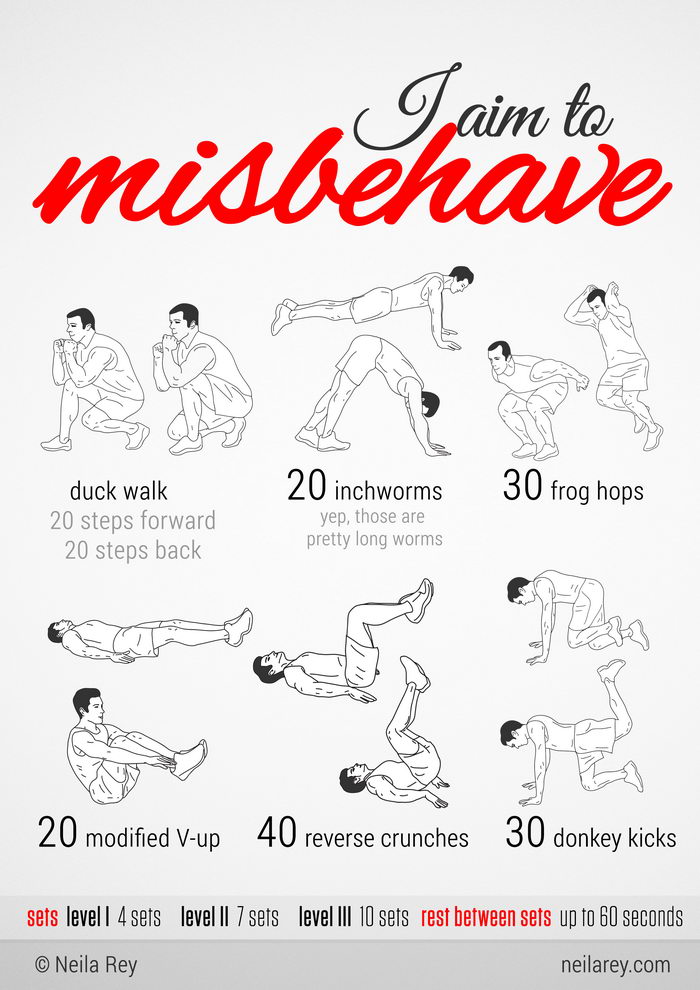 I aim to
misbehave
duck walk
20 steps forward
20 steps back
20 inchworms
yep, those are
pretty long worms
30 frog hops
20 modified V-up
40 reverse crunches
30 donkey kicks
sets level I 4 sets level II 7 sets level III 10 sets rest between sets up to 60 seconds
© Neila Rey
neilarey.com